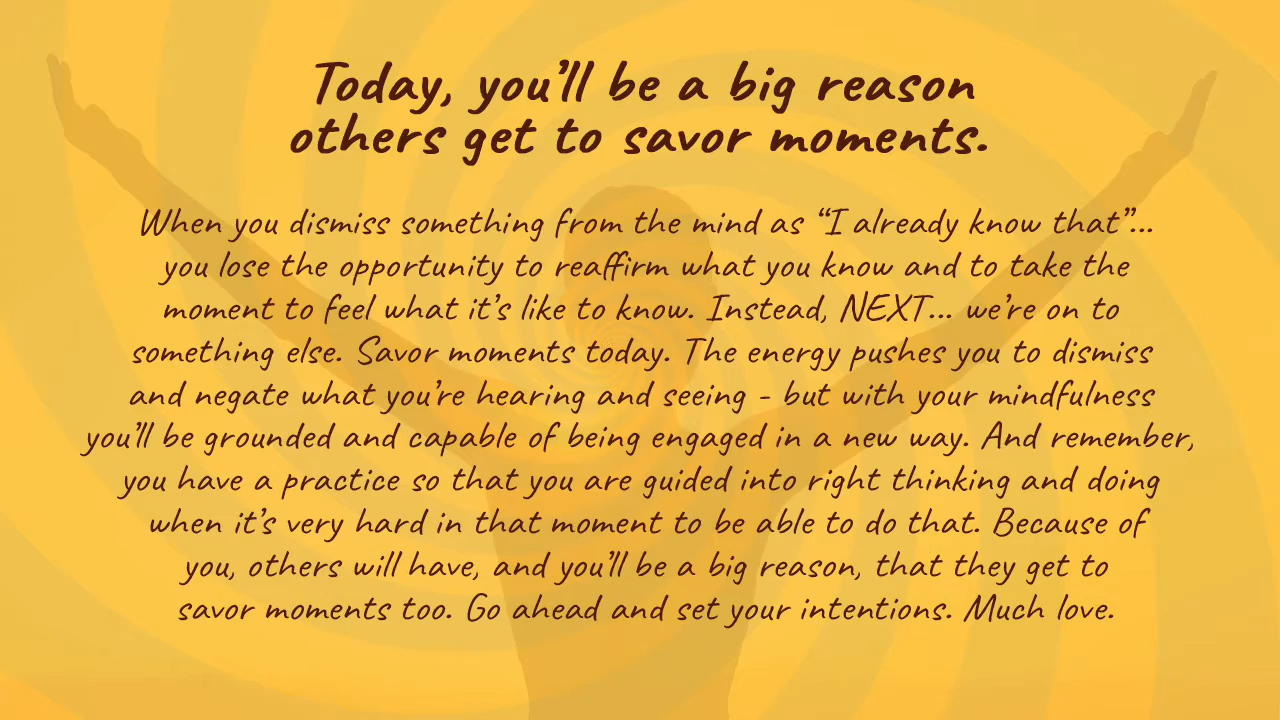 Today, you’ll be a big reason
others get to savor moments.
When you dismiss something from the mind as “I already know that”...
you lose the opportunity to reaffirm what you know and to take the
moment to feel what it’s like to know. Instead, NEXT... we’re on to
something else. Savor moments today. The energy pushes you to dismiss
and negate what you’re hearing and seeing - but with your mindfulness
you’ll be grounded and capable of being engaged in a new way. And remember,
you have a practice so that you are guided into right thinking and doing
when it’s very hard in that moment to be able to do that. Because of
you, others will have, and you’ll be a big reason, that they get to
savor moments too. Go ahead and set your intentions. Much love.